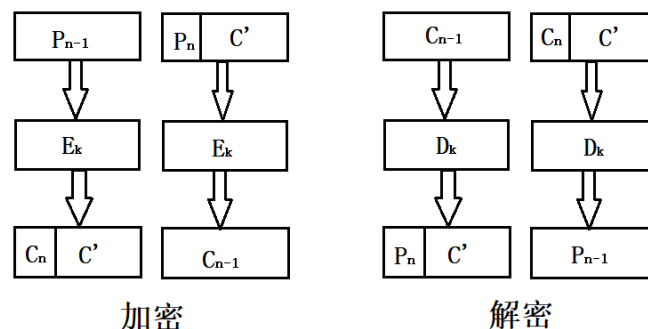 Pn-1 Pn C' Cn-1 Cn C'
Ek Ek Dk Dk
Cn C' Cn-1 Pn C' Pn-1
加密 解密